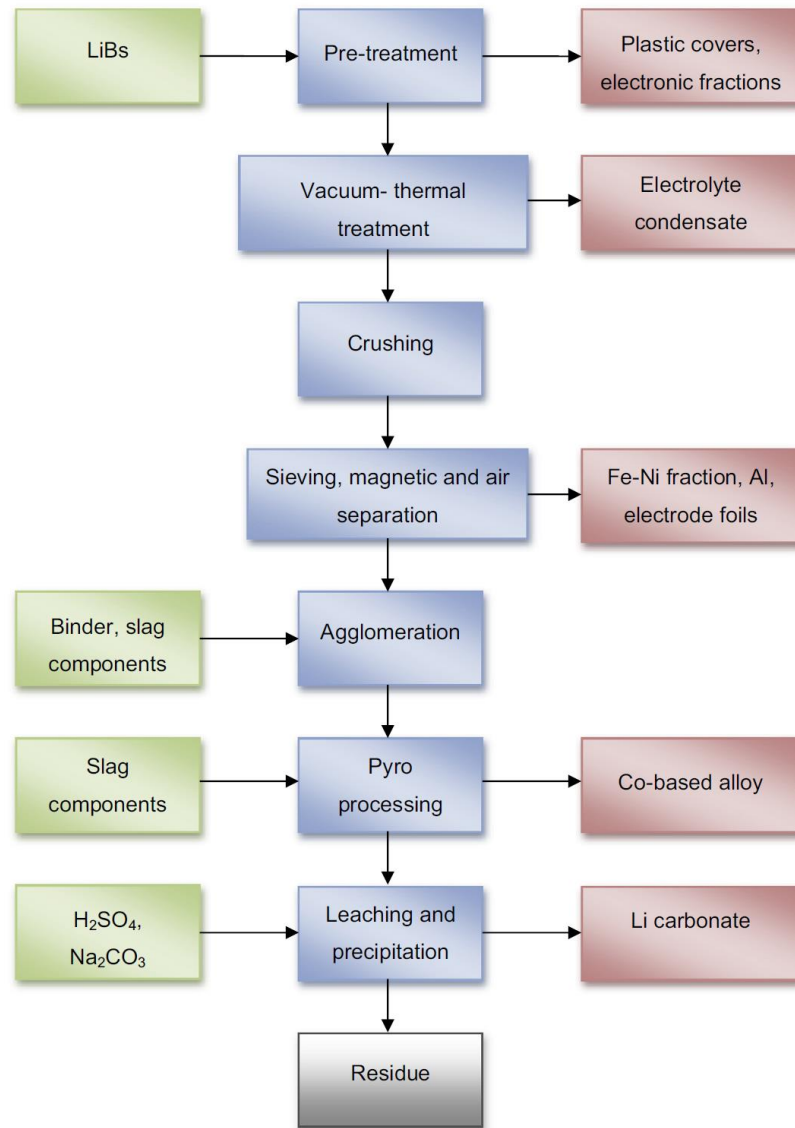 LiBs
Pre-treatment
Plastic covers,
electronic fractions
Vacuum- thermal
treatment
Electrolyte
condensate
Crushing
Sieving, magnetic and air
separation
Fe-Ni fraction, Al,
electrode foils
Binder, slag
components
Agglomeration
Slag
components
Pyro
processing
Co-based alloy
H₂SO₄,
Na₂CO₃
Leaching and
precipitation
Li carbonate
Residue